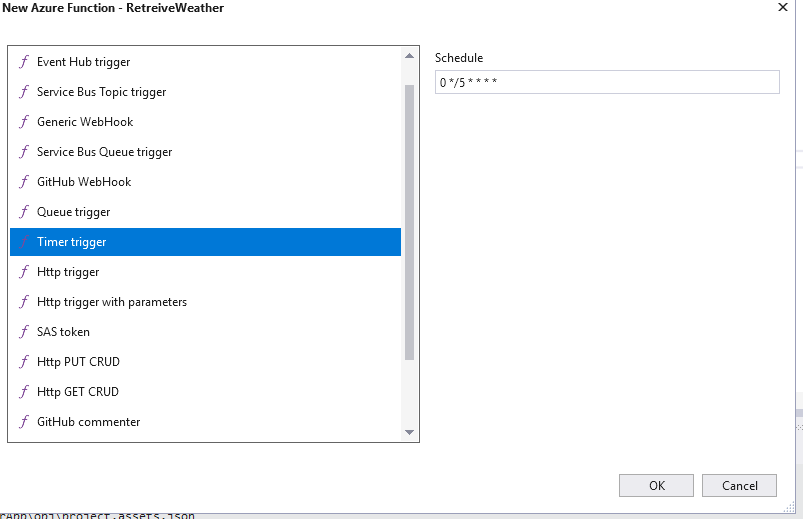 New Azure Function - RetreiveWeather
Event Hub trigger
Service Bus Topic trigger
Generic WebHook
Service Bus Queue trigger
GitHub WebHook
Queue trigger
Timer trigger
Http trigger
Http trigger with parameters
SAS token
Http PUT CRUD
Http GET CRUD
GitHub commenter
Schedule
0 */5 * * * *
OK
Cancel
rApp\obj\project.assets.json